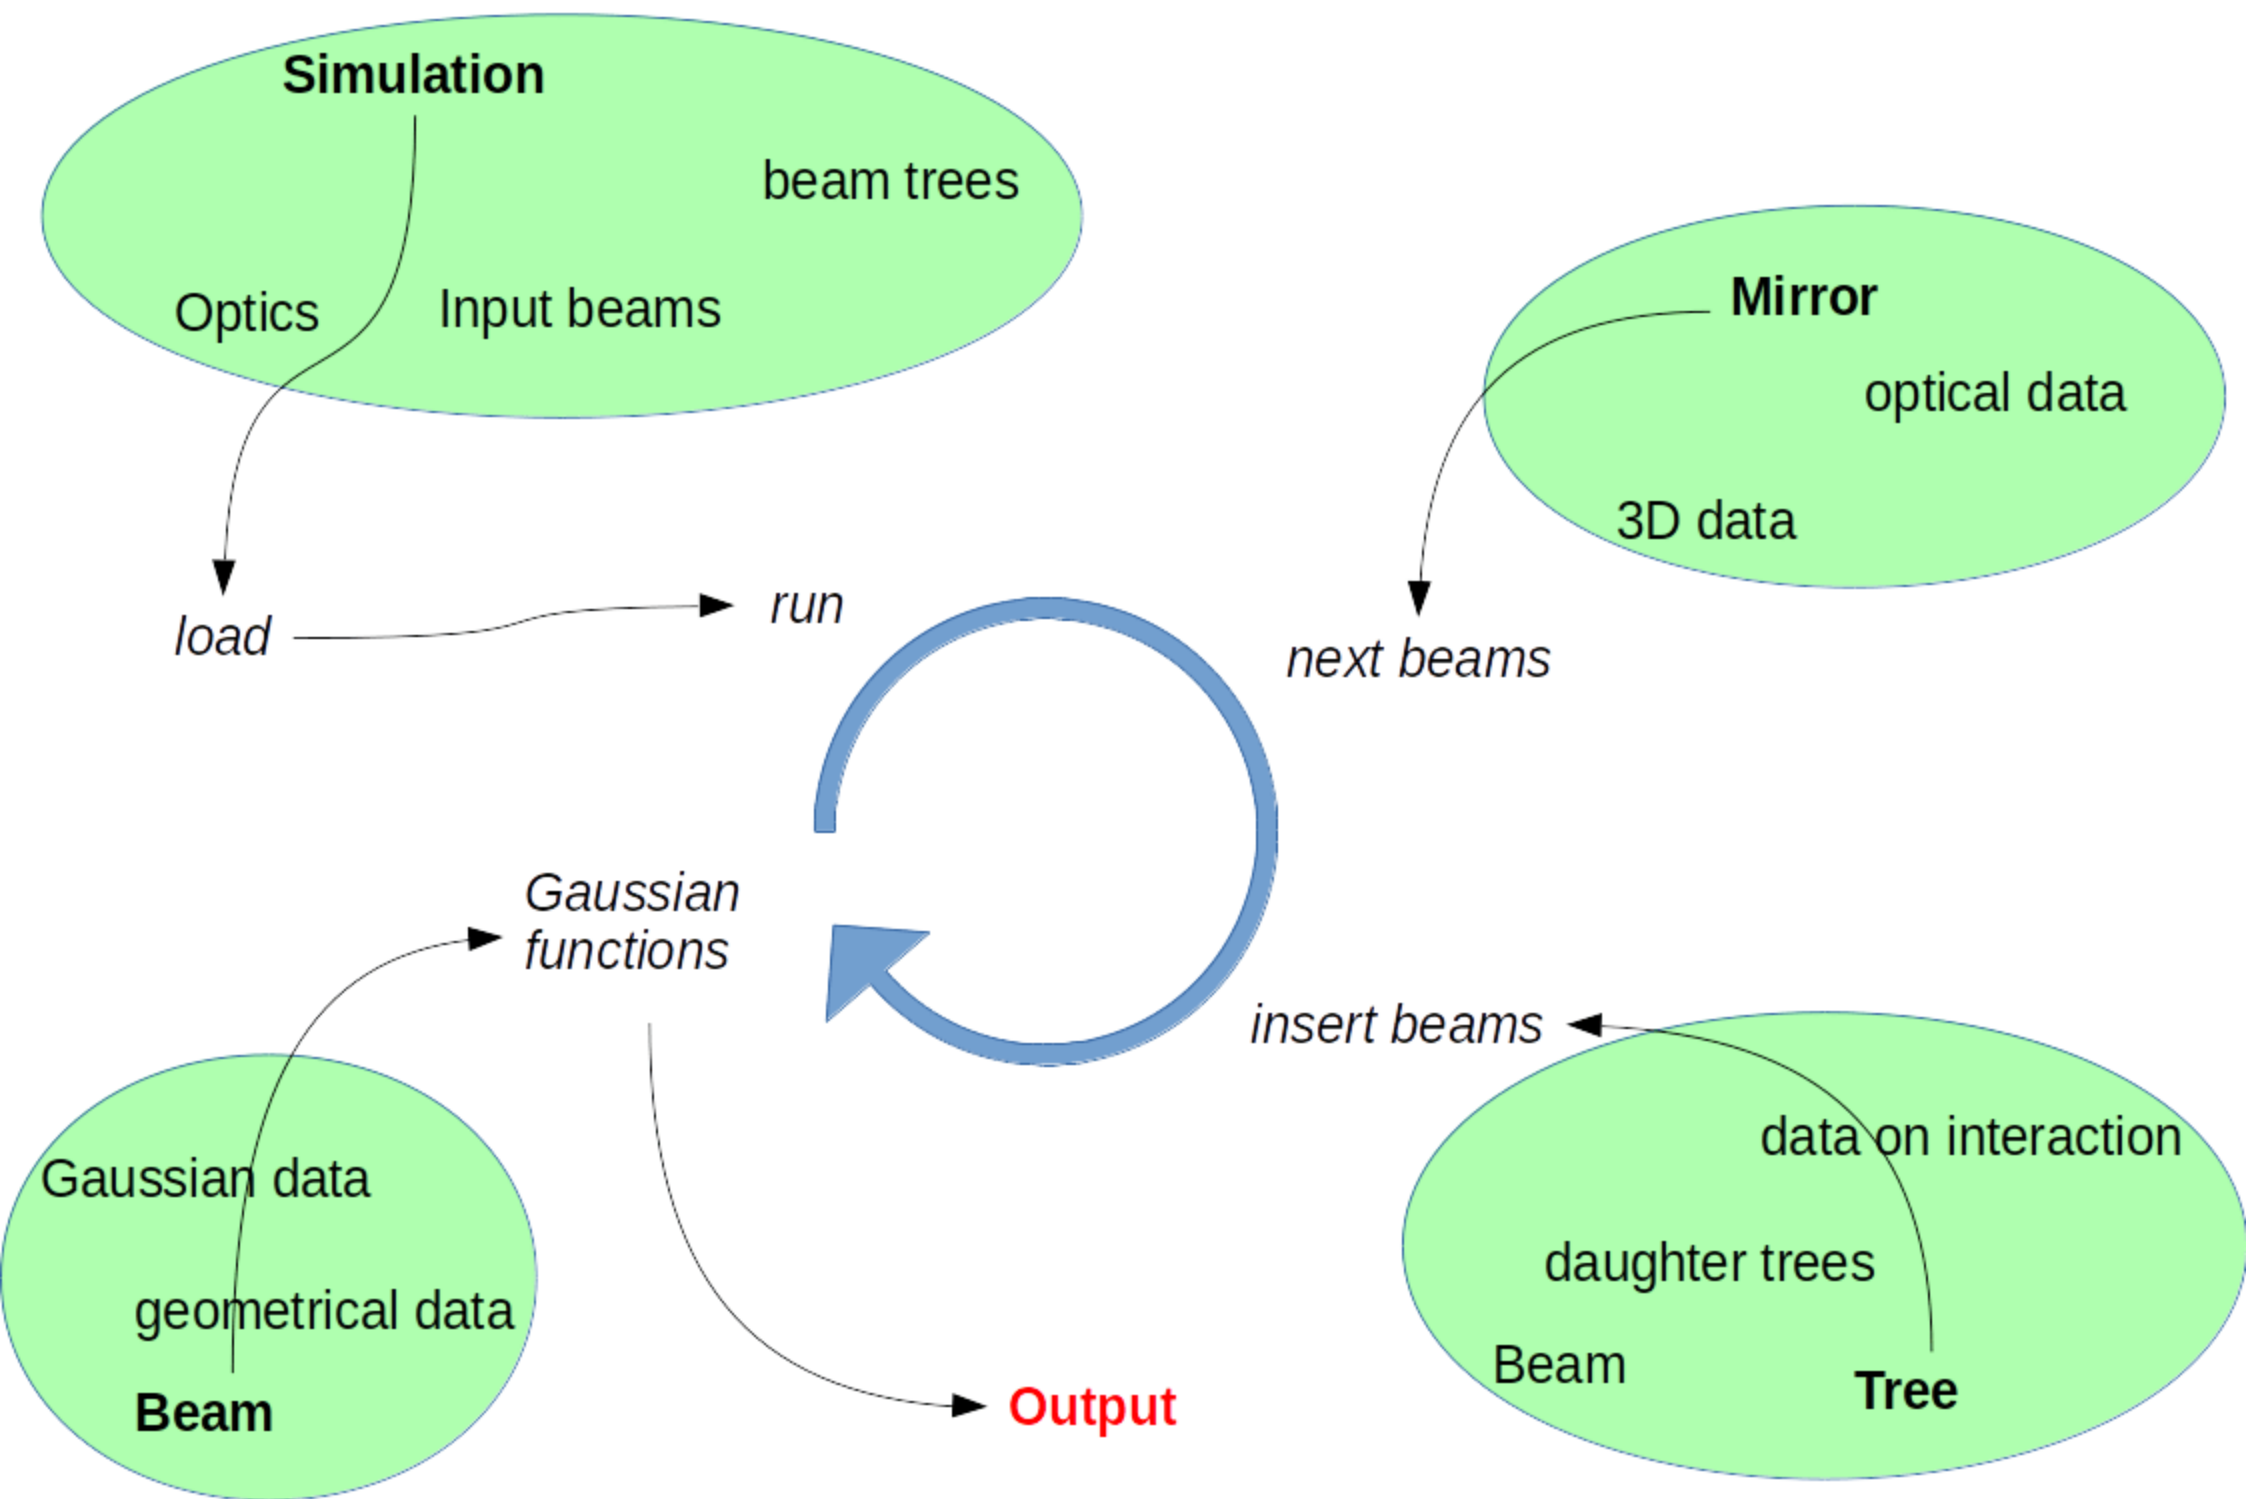 Simulation
beam trees
Optics
Input beams
Mirror
optical data
3D data
load
run
next beams
Gaussian
functions
insert beams
Gaussian data
geometrical data
Beam
data on interaction
daughter trees
Beam
Tree
Output